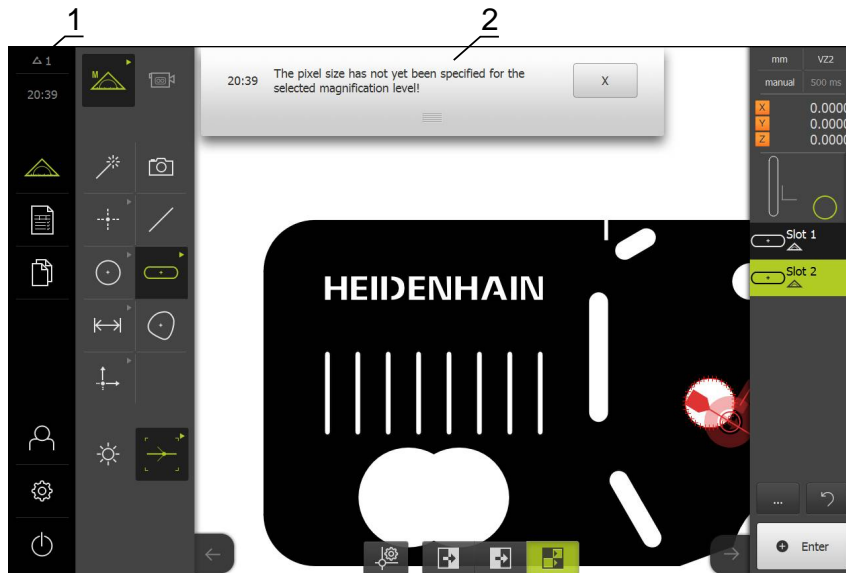 1
2
1
20:39
M
20:39
The pixel size has not yet been specified for the
selected magnification level!
X
mm
VZ2
manual
500 ms
X
0.0000
Y
0.0000
Z
0.0000
Slot 1
Slot 2
HEIDENHAIN
...
Enter